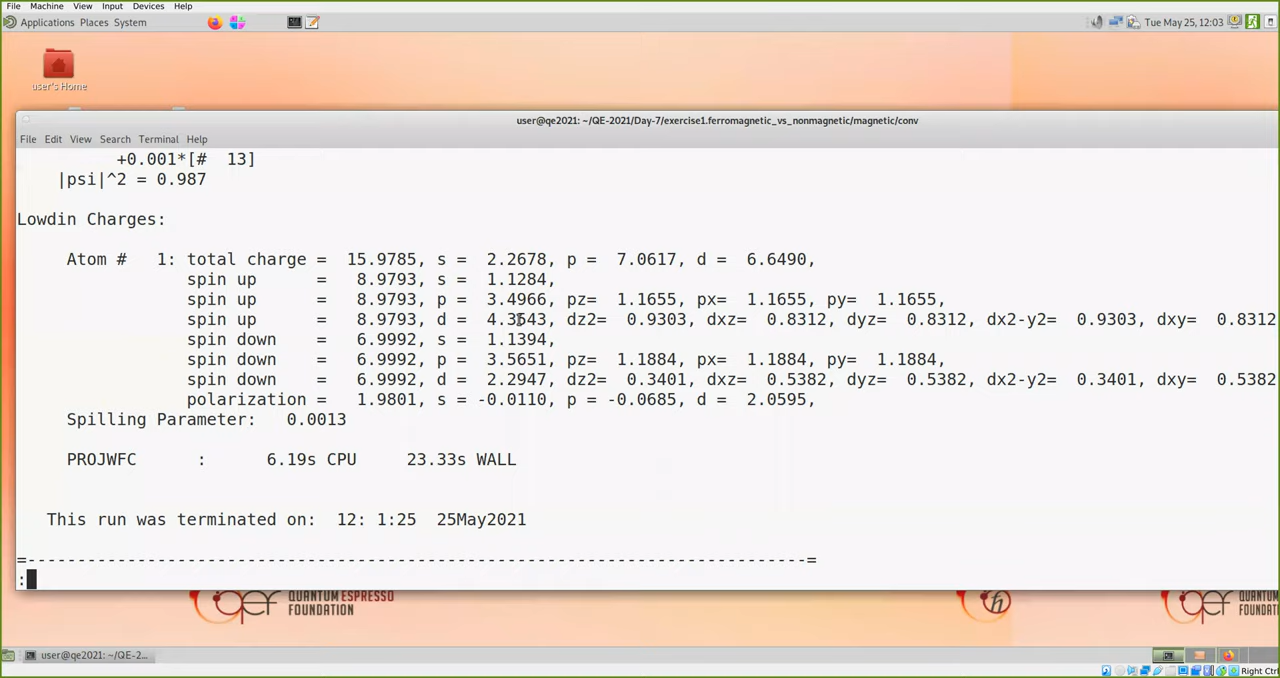 File Machine View Input Devices Help
Applications Places System Tue May 25, 12:03
user's Home
user@qe2021: ~/QE-2021/Day-7/exercise1.ferromagnetic_vs_nonmagnetic/magnetic/conv
File Edit View Search Terminal Help
+0.001*[# 13]
|psi|^2 = 0.987
Lowdin Charges:
Atom # 1: total charge = 15.9785, s = 2.2678, p = 7.0617, d = 6.6490,
spin up = 8.9793, s = 1.1284,
spin up = 8.9793, p = 3.4966, pz= 1.1655, px= 1.1655, py= 1.1655,
spin up = 8.9793, d = 4.3543, dz2= 0.9303, dxz= 0.8312, dyz= 0.8312, dx2-y2= 0.9303, dxy= 0.8312
spin down = 6.9992, s = 1.1394,
spin down = 6.9992, p = 3.5651, pz= 1.1884, px= 1.1884, py= 1.1884,
spin down = 6.9992, d = 2.2947, dz2= 0.3401, dxz= 0.5382, dyz= 0.5382, dx2-y2= 0.3401, dxy= 0.5382
polarization = 1.9801, s = -0.0110, p = -0.0685, d = 2.0595,
Spilling Parameter: 0.0013
PROJWFC : 6.19s CPU 23.33s WALL
This run was terminated on: 12: 1:25 25May2021
=------------------------------------------------------------------------------=
:
QUANTUM ESPRESSO
FOUNDATION
ℏ
QUANTUM
FOUNDA
user@qe2021: ~/QE-2...
Right Ctrl